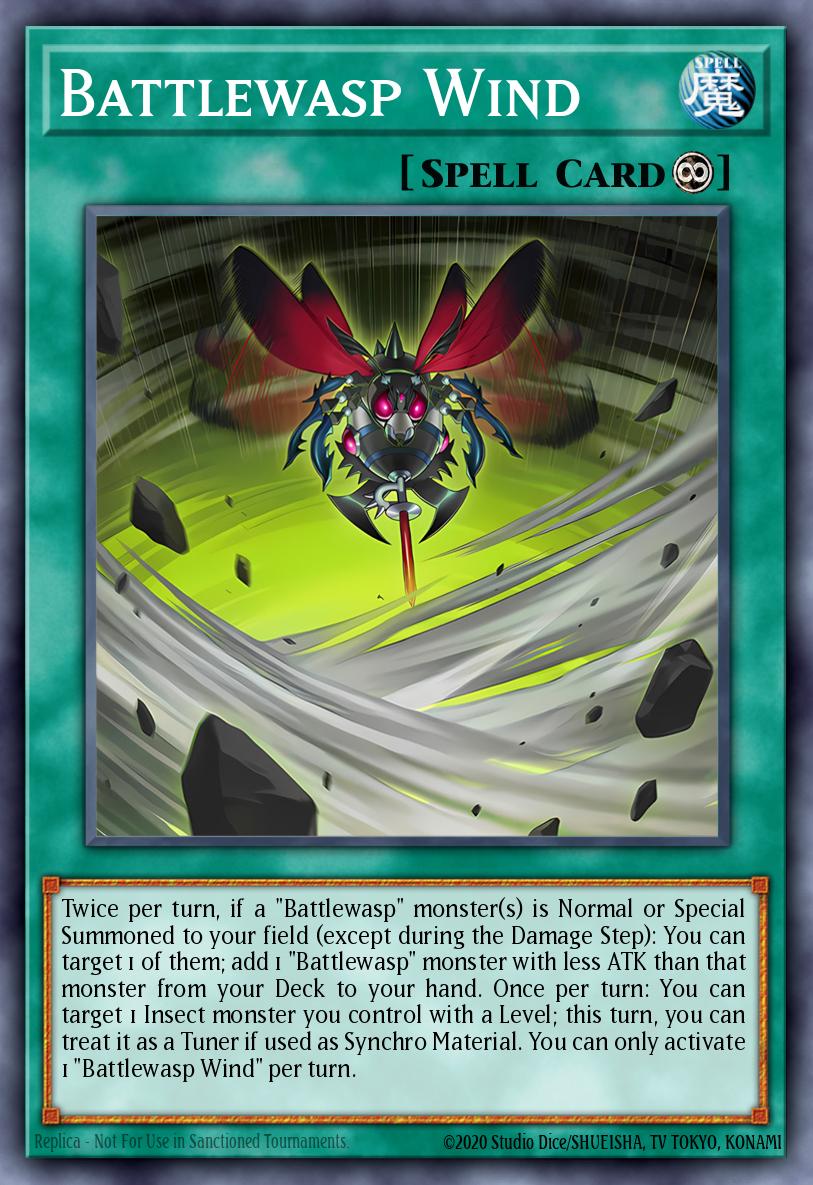 BATTLEWASP WIND
SPELL
魔
[SPELL CARD∞]
Twice per turn, if a "Battlewasp" monster(s) is Normal or Special
Summoned to your field (except during the Damage Step): You can
target 1 of them; add 1 "Battlewasp" monster with less ATK than that
monster from your Deck to your hand. Once per turn: You can
target 1 Insect monster you control with a Level; this turn, you can
treat it as a Tuner if used as Synchro Material. You can only activate
1 "Battlewasp Wind" per turn.
Replica - Not For Use in Sanctioned Tournaments.
©2020 Studio Dice/SHUEISHA, TV TOKYO, KONAMI